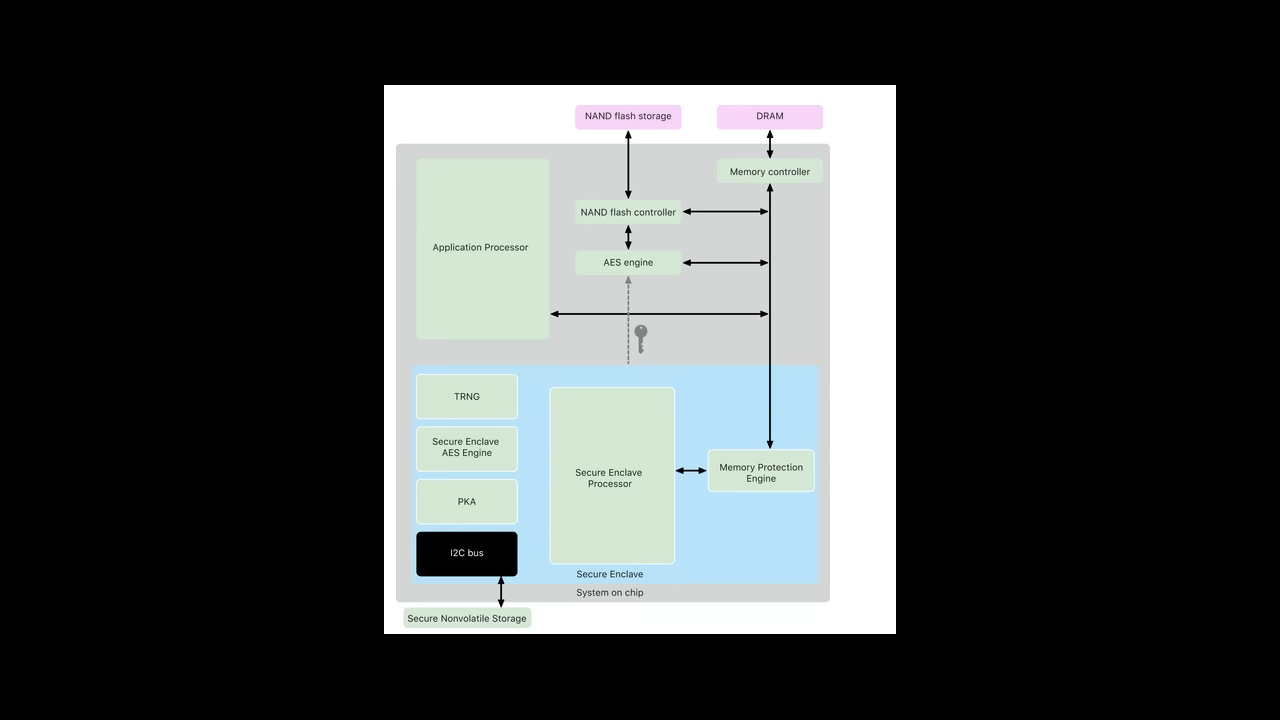 NAND flash storage
DRAM
Memory controller
NAND flash controller
Application Processor
AES engine
TRNG
Secure Enclave
AES Engine
PKA
I2C bus
Secure Enclave
Processor
Memory Protection
Engine
Secure Enclave
System on chip
Secure Nonvolatile Storage